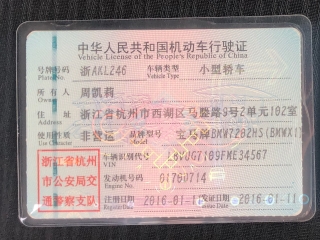 中华人民共和国机动车行驶证
Vehicle License of the People's Republic of China
号牌号码 浙AKL246 车辆类型 小型轿车
Plate No. Vehicle Type
所有人 周凯莉
Owner
住址 浙江省杭州市西湖区马塍路9号2单元102室
Address
使用性质 非营运 品牌型号 宝马牌BMW7202HS(BMWX1)
Use Character Model
浙江省杭州
市公安局交
通警察支队
车辆识别代号
VIN
发动机号码 01780714
Engine No.
注册日期 2016-01-11 发证日期 2016-01-11
Register Date Issue Date